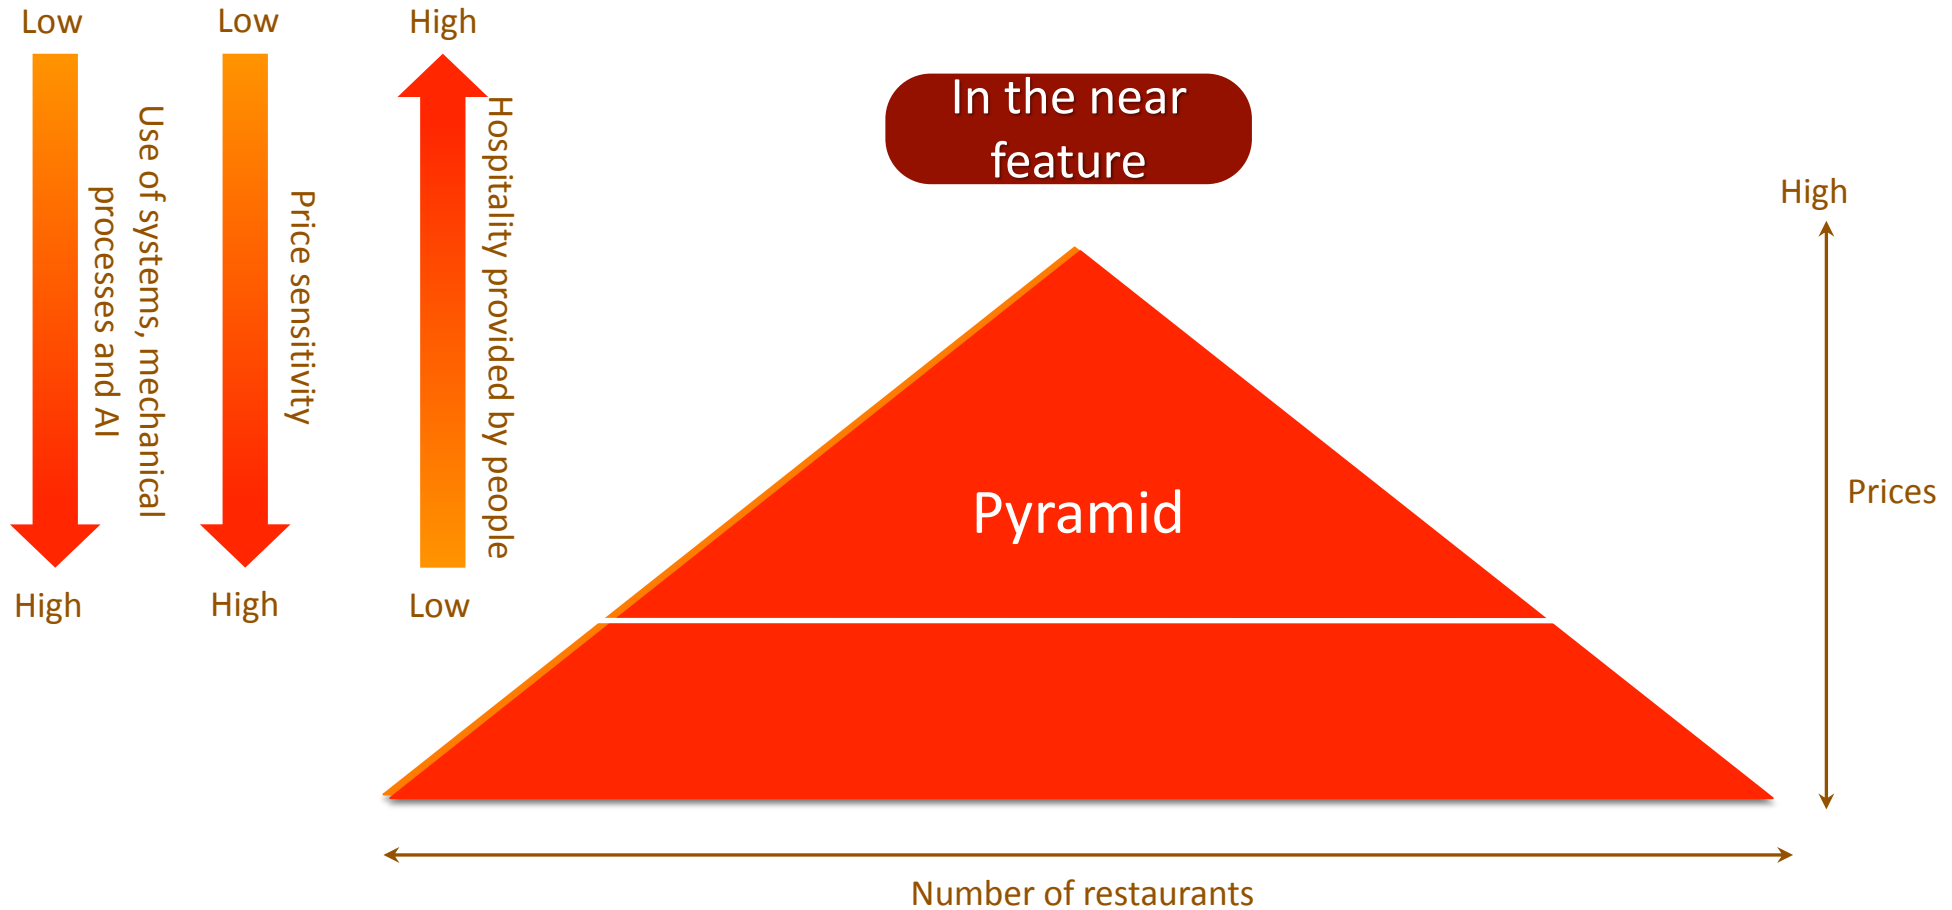 Low
Low
High
Use of systems, mechanical
processes and AI
Price sensitivity
Hospitality provided by people
High
High
Low
In the near
feature
Pyramid
High
Prices
Number of restaurants